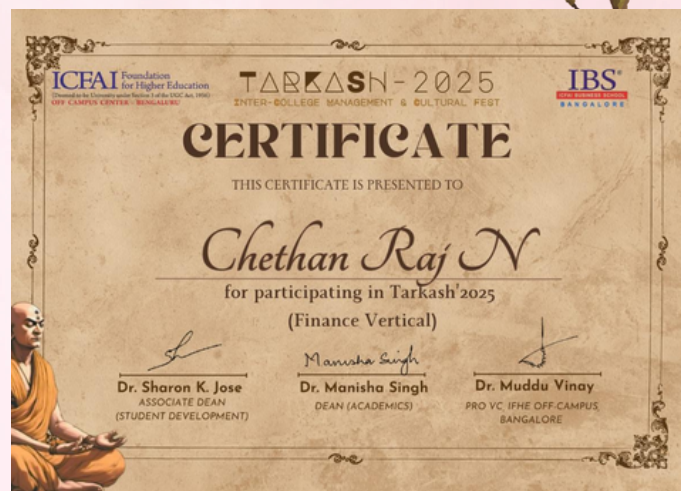 ICFAI Foundation
for Higher Education
(Deemed to be University under Section 3 of the UGC Act, 1956)
OFF CAMPUS CENTER - BENGALURU
TARKASH-2025
INTER-COLLEGE MANAGEMENT & CULTURAL FEST
IBS®
ICFAI BUSINESS SCHOOL
BANGALORE
CERTIFICATE
THIS CERTIFICATE IS PRESENTED TO
Chethan Raj N
for participating in Tarkash'2025
(Finance Vertical)
Manisha Singh
Dr. Sharon K. Jose
ASSOCIATE DEAN
(STUDENT DEVELOPMENT)
Dr. Manisha Singh
DEAN (ACADEMICS)
Dr. Muddu Vinay
PRO VC, IFHE OFF-CAMPUS,
BANGALORE